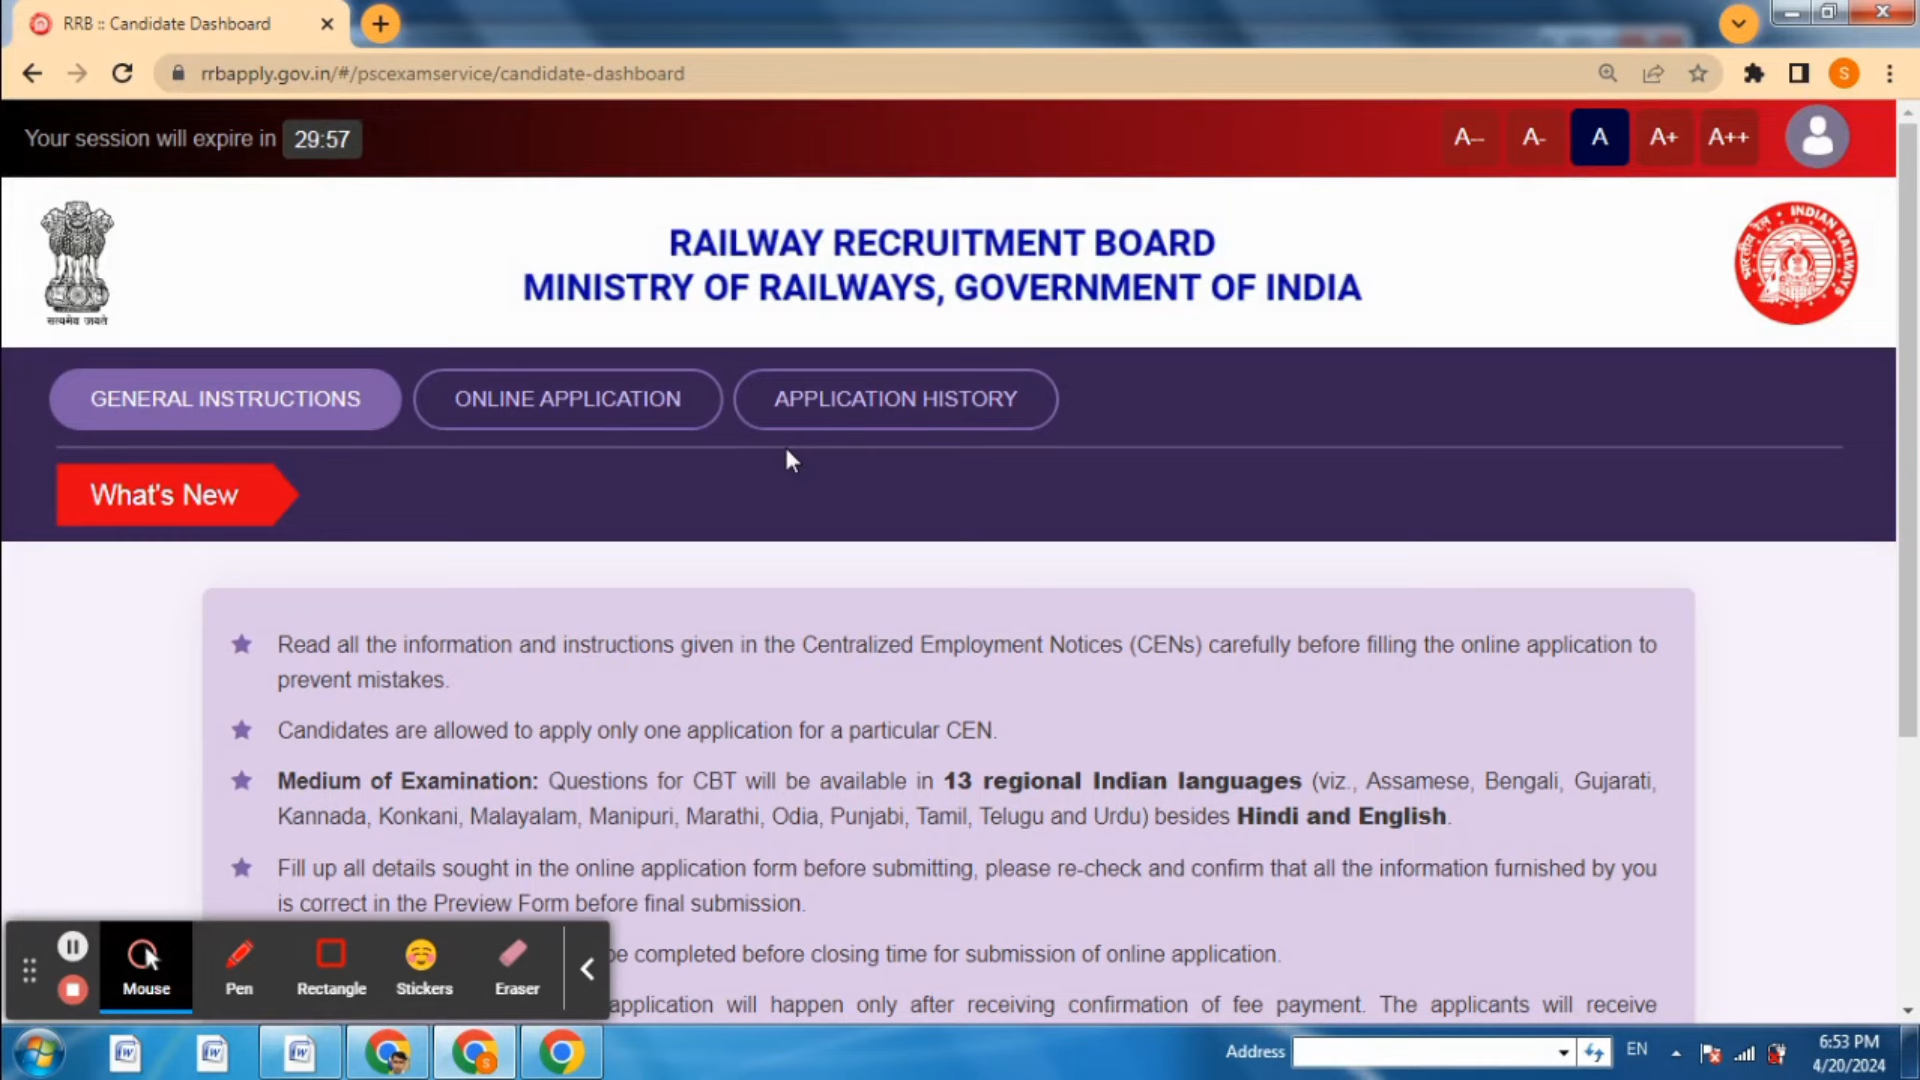 RRB :: Candidate Dashboard
rrbapply.gov.in/#/pscexamservice/candidate-dashboard
S
Your session will expire in 29:57
A-- A- A A+ A++
सत्यमेव जयते
RAILWAY RECRUITMENT BOARD
MINISTRY OF RAILWAYS, GOVERNMENT OF INDIA
भारतीय रेल INDIAN RAILWAYS
GENERAL INSTRUCTIONS ONLINE APPLICATION APPLICATION HISTORY
What's New
Read all the information and instructions given in the Centralized Employment Notices (CENs) carefully before filling the online application to
prevent mistakes.
Candidates are allowed to apply only one application for a particular CEN.
Medium of Examination: Questions for CBT will be available in 13 regional Indian languages (viz., Assamese, Bengali, Gujarati,
Kannada, Konkani, Malayalam, Manipuri, Marathi, Odia, Punjabi, Tamil, Telugu and Urdu) besides Hindi and English.
Fill up all details sought in the online application form before submitting, please re-check and confirm that all the information furnished by you
is correct in the Preview Form before final submission.
be completed before closing time for submission of online application.
application will happen only after receiving confirmation of fee payment. The applicants will receive
Mouse Pen Rectangle Stickers Eraser
Address EN 6:53 PM
4/20/2024